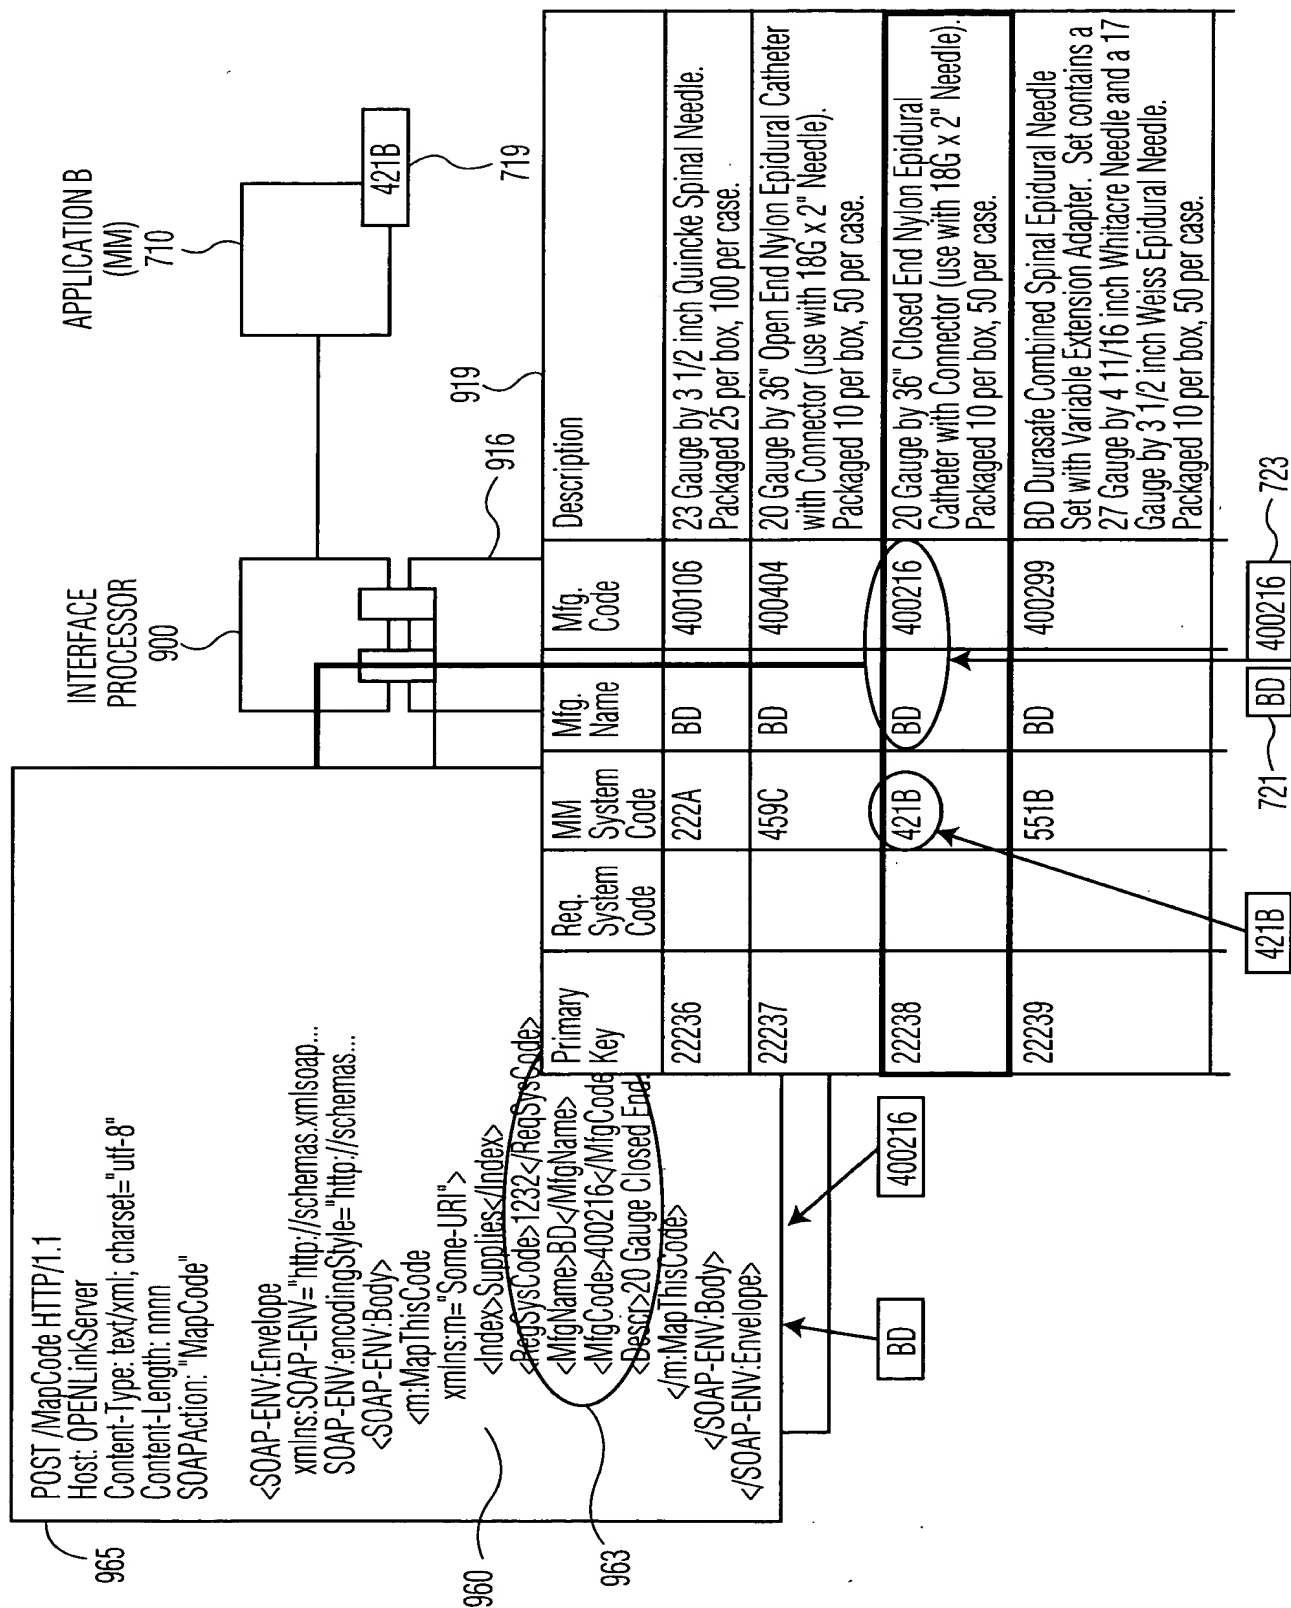 APPLICATION B
(MM)
710
421B
719
INTERFACE
PROCESSOR
900
916
919
965
POST /MapCode HTTP/1.1
Host: OPENLinkServer
Content-Type: text/xml; charset="utf-8"
Content-Length: nnnn
SOAPAction: "MapCode"
<SOAP-ENV:Envelope
xmlns:SOAP-ENV="http://schemas.xmlsoap...
SOAP-ENV:encodingStyle="http://schemas...
<SOAP-ENV:Body>
<m:MapThisCode
xmlns:m="Some-URI">
<Index>Supplies</Index>
<ReqSysCode>1232</ReqSysCode>
<MfgName>BD</MfgName>
<MfgCode>400216</MfgCode
<Descr>20 Gauge Closed End.
</m:MapThisCode>
</SOAP-ENV:Body>
</SOAP-ENV:Envelope>
960
963
Primary Key Req. System Code MM System Code Mfg. Name Mfg. Code Description
22236 222A BD 400106 23 Gauge by 3 1/2 inch Quincke Spinal Needle.
Packaged 25 per box, 100 per case.
22237 459C BD 400404 20 Gauge by 36" Open End Nylon Epidural Catheter
with Connector (use with 18G x 2" Needle).
Packaged 10 per box, 50 per case.
22238 421B BD 400216 20 Gauge by 36" Closed End Nylon Epidural
Catheter with Connector (use with 18G x 2" Needle).
Packaged 10 per box, 50 per case.
22239 551B BD 400299 BD Durasafe Combined Spinal Epidural Needle
Set with Variable Extension Adapter. Set contains a
27 Gauge by 4 11/16 inch Whitacre Needle and a 17
Gauge by 3 1/2 inch Weiss Epidural Needle.
Packaged 10 per box, 50 per case.
BD
400216
421B
721
BD
400216
723